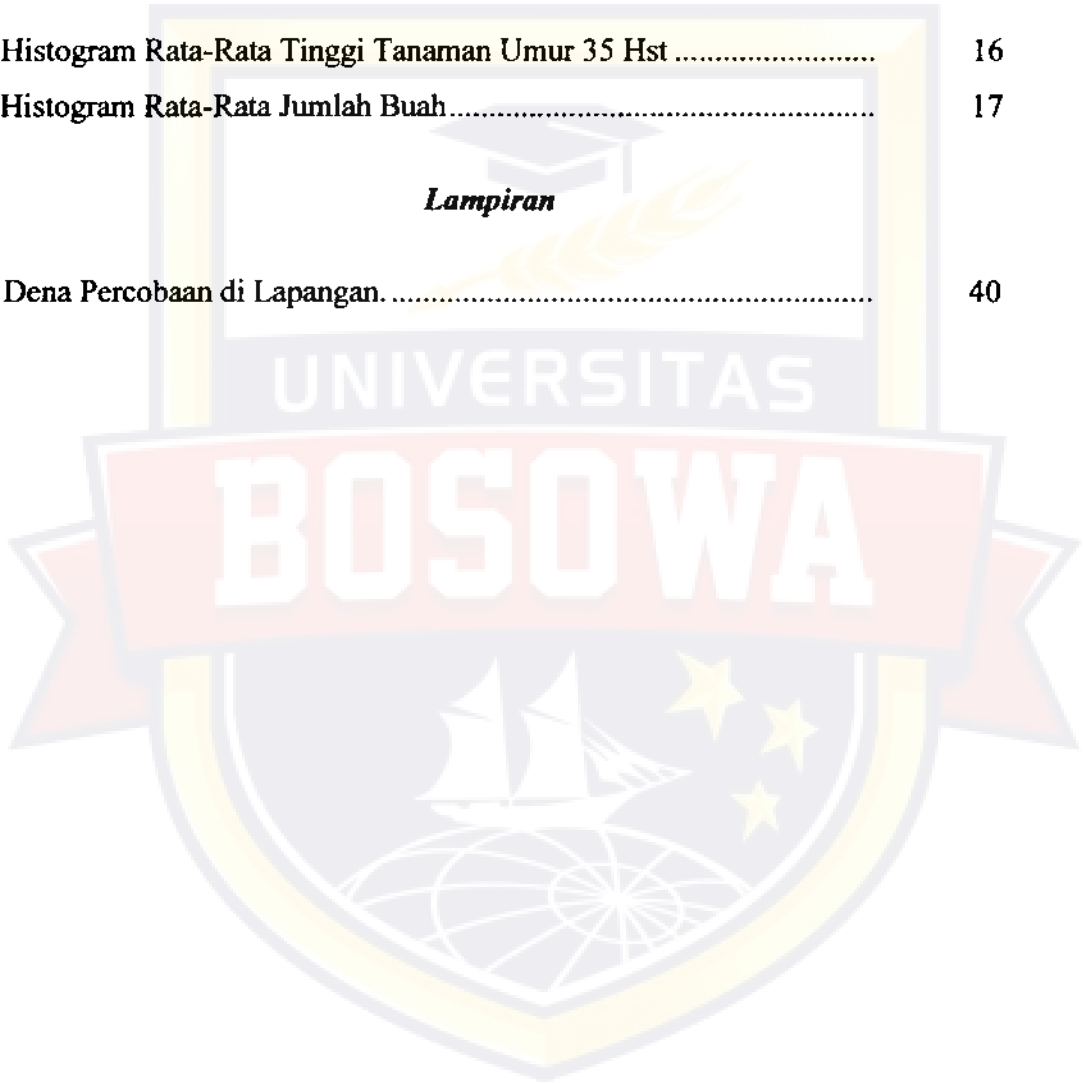 Histogram Rata-Rata Tinggi Tanaman Umur 35 Hst ......................... 16
Histogram Rata-Rata Jumlah Buah..................................................... 17
Lampiran
Dena Percobaan di Lapangan. ............................................................ 40
UNIVERSITAS
BOSOWA